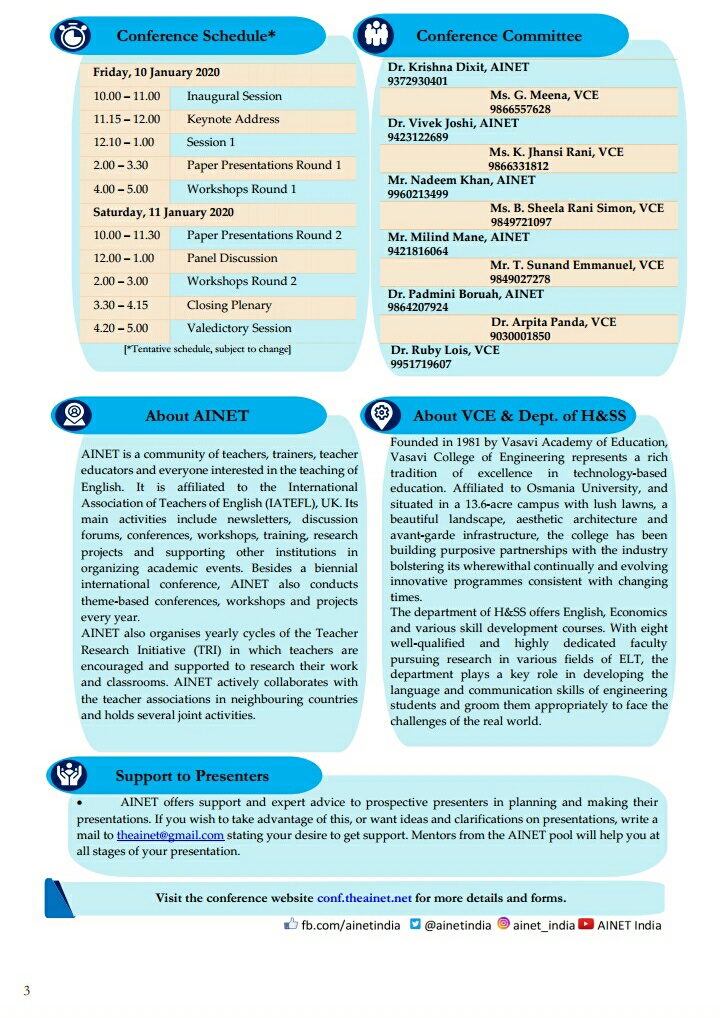 Conference Schedule*
Friday, 10 January 2020
10.00 – 11.00 Inaugural Session
11.15 – 12.00 Keynote Address
12.10 – 1.00 Session 1
2.00 – 3.30 Paper Presentations Round 1
4.00 – 5.00 Workshops Round 1
Saturday, 11 January 2020
10.00 – 11.30 Paper Presentations Round 2
12.00 – 1.00 Panel Discussion
2.00 – 3.00 Workshops Round 2
3.30 – 4.15 Closing Plenary
4.20 – 5.00 Valedictory Session
[*Tentative schedule, subject to change]
Conference Committee
Dr. Krishna Dixit, AINET
9372930401
Ms. G. Meena, VCE
9866557628
Dr. Vivek Joshi, AINET
9423122689
Ms. K. Jhansi Rani, VCE
9866331812
Mr. Nadeem Khan, AINET
9960213499
Ms. B. Sheela Rani Simon, VCE
9849721097
Mr. Milind Mane, AINET
9421816064
Mr. T. Sunand Emmanuel, VCE
9849027278
Dr. Padmini Boruah, AINET
9864207924
Dr. Arpita Panda, VCE
9030001850
Dr. Ruby Lois, VCE
9951719607
About AINET
AINET is a community of teachers, trainers, teacher
educators and everyone interested in the teaching of
English. It is affiliated to the International
Association of Teachers of English (IATEFL), UK. Its
main activities include newsletters, discussion
forums, conferences, workshops, training, research
projects and supporting other institutions in
organizing academic events. Besides a biennial
international conference, AINET also conducts
theme-based conferences, workshops and projects
every year.
AINET also organises yearly cycles of the Teacher
Research Initiative (TRI) in which teachers are
encouraged and supported to research their work
and classrooms. AINET actively collaborates with
the teacher associations in neighbouring countries
and holds several joint activities.
About VCE & Dept. of H&SS
Founded in 1981 by Vasavi Academy of Education,
Vasavi College of Engineering represents a rich
tradition of excellence in technology-based
education. Affiliated to Osmania University, and
situated in a 13.6-acre campus with lush lawns, a
beautiful landscape, aesthetic architecture and
avant-garde infrastructure, the college has been
building purposive partnerships with the industry
bolstering its wherewithal continually and evolving
innovative programmes consistent with changing
times.
The department of H&SS offers English, Economics
and various skill development courses. With eight
well-qualified and highly dedicated faculty
pursuing research in various fields of ELT, the
department plays a key role in developing the
language and communication skills of engineering
students and groom them appropriately to face the
challenges of the real world.
Support to Presenters
• AINET offers support and expert advice to prospective presenters in planning and making their
presentations. If you wish to take advantage of this, or want ideas and clarifications on presentations, write a
mail to theainet@gmail.com stating your desire to get support. Mentors from the AINET pool will help you at
all stages of your presentation.
Visit the conference website conf.theainet.net for more details and forms.
fb.com/ainetindia @ainetindia ainet_india AINET India
3